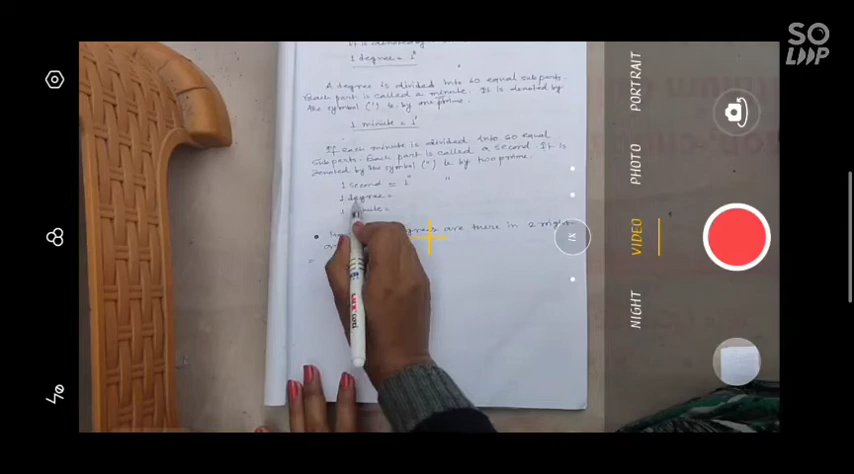 1 degree = 1°
A degree is divided into 60 equal subparts.
Each part is called a minute. It is denoted by
the symbol (') i.e. by one prime.
1 minute = 1'
If each minute is divided into 60 equal
subparts. Each part is called a second. It is
denoted by the symbol (") i.e. by two prime.
1 second = 1"
1 degree =
1 minute =
are there in 2 right
=
SO
LOOP
PORTRAIT
PHOTO
VIDEO
NIGHT
1X